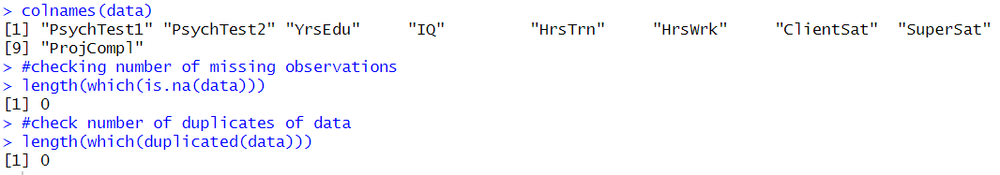 > colnames(data)
[1] "PsychTest1" "PsychTest2" "YrsEdu" "IQ" "HrsTrn" "HrsWrk" "ClientSat" "SuperSat"
[9] "ProjCompl"
> #checking number of missing observations
> length(which(is.na(data)))
[1] 0
> #check number of duplicates of data
> length(which(duplicated(data)))
[1] 0